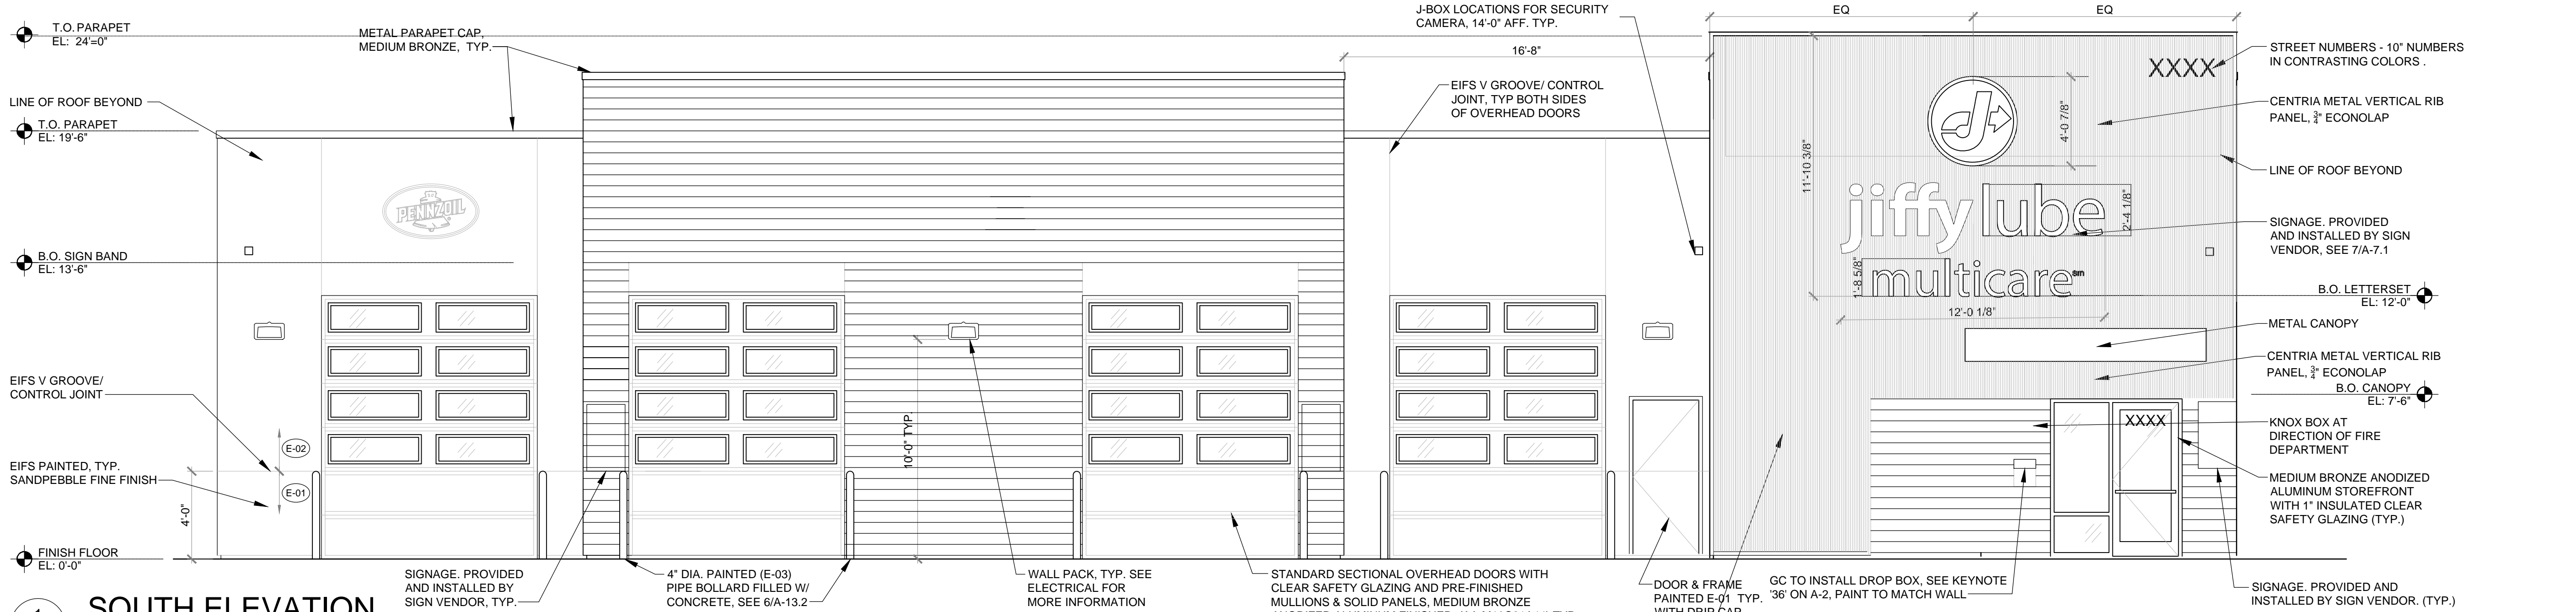 T.O. PARAPET
EL:  24'=0"
METAL PARAPET CAP,
MEDIUM BRONZE,  TYP.
J-BOX LOCATIONS FOR SECURITY
CAMERA, 14'-0" AFF. TYP.
16'-8"
EQ
EQ
STREET NUMBERS - 10" NUMBERS
IN CONTRASTING COLORS .
XXXX
LINE OF ROOF BEYOND
T.O. PARAPET
EL: 19'-6"
EIFS V GROOVE/ CONTROL
JOINT, TYP BOTH SIDES
OF OVERHEAD DOORS
CENTRIA METAL VERTICAL RIB
PANEL, 3/4" ECONOLAP
4'-0 7/8"
11'-10 3/8"
LINE OF ROOF BEYOND
PENNZOIL
jiffy lube
2'-4 1/8"
SIGNAGE. PROVIDED
AND INSTALLED BY SIGN
VENDOR, SEE 7/A-7.1
B.O. SIGN BAND
EL: 13'-6"
1'-8 5/8"
multicare sm
12'-0 1/8"
B.O. LETTERSET
EL: 12'-0"
METAL CANOPY
CENTRIA METAL VERTICAL RIB
PANEL, 3/4" ECONOLAP
B.O. CANOPY
EL: 7'-6"
EIFS V GROOVE/
CONTROL JOINT
XXXX
KNOX BOX AT
DIRECTION OF FIRE
DEPARTMENT
10'-0" TYP.
E-02
E-01
EIFS PAINTED, TYP.
SANDPEBBLE FINE FINISH
4'-0"
MEDIUM BRONZE ANODIZED
ALUMINUM STOREFRONT
WITH 1" INSULATED CLEAR
SAFETY GLAZING (TYP.)
FINISH FLOOR
EL: 0'-0"
SIGNAGE. PROVIDED
AND INSTALLED BY
SIGN VENDOR, TYP.
4" DIA. PAINTED (E-03)
PIPE BOLLARD FILLED W/
CONCRETE, SEE 6/A-13.2
WALL PACK, TYP. SEE
ELECTRICAL FOR
MORE INFORMATION
STANDARD SECTIONAL OVERHEAD DOORS WITH
CLEAR SAFETY GLAZING AND PRE-FINISHED
MULLIONS & SOLID PANELS, MEDIUM BRONZE
DOOR & FRAME
PAINTED E-01  TYP.
WITH DRIP CAP
GC TO INSTALL DROP BOX, SEE KEYNOTE
'36' ON A-2, PAINT TO MATCH WALL
SIGNAGE. PROVIDED AND
INSTALLED BY SIGN VENDOR. (TYP.)
SOUTH ELEVATION